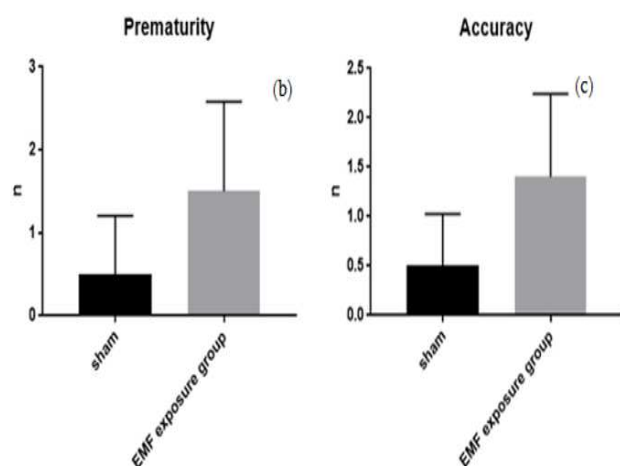 Prematurity
3
2
1
0
n
(b)
sham
EMF exposure group
Accuracy
2.5
2.0
1.5
1.0
0.5
0.0
n
(c)
sham
EMF exposure group